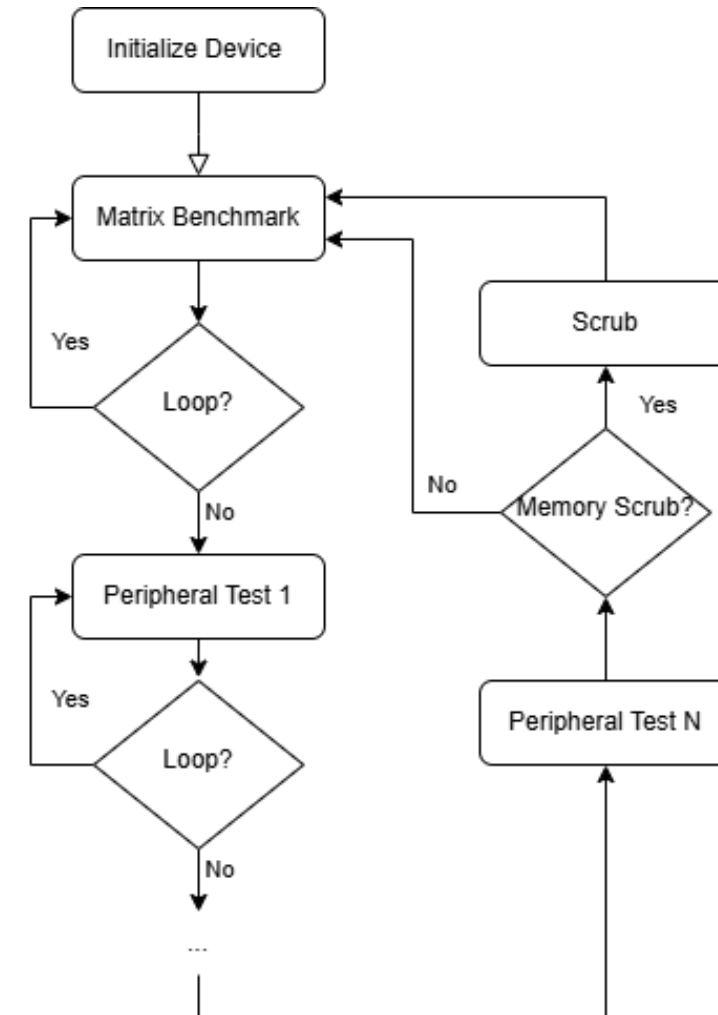 Initialize Device
Matrix Benchmark
Yes
Loop?
No
Peripheral Test 1
Yes
Loop?
No
...
Peripheral Test N
Memory Scrub?
No
Yes
Scrub